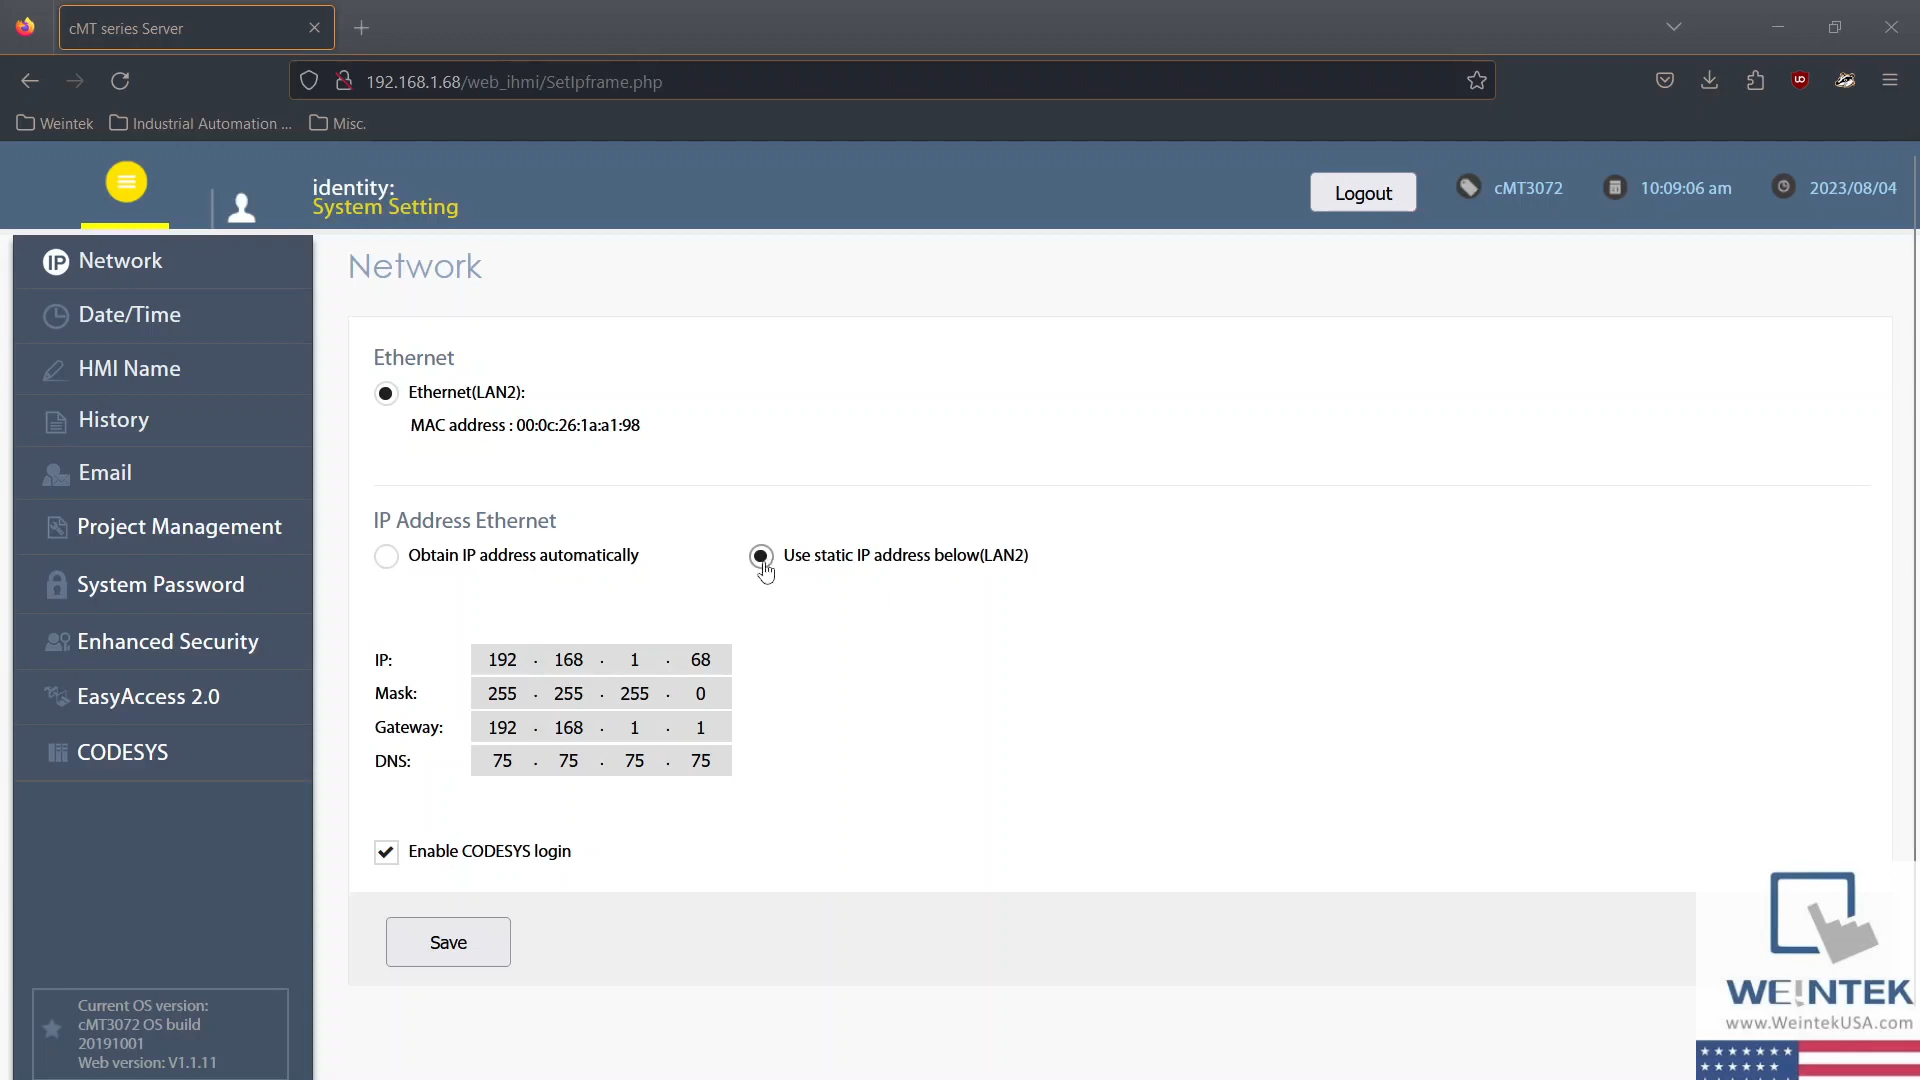 cMT series Server
192.168.1.68/web_ihmi/SetIpframe.php
Weintek
Industrial Automation ...
Misc.
identity:
System Setting
Logout
cMT3072
10:09:06 am
2023/08/04
Network
Date/Time
HMI Name
History
Email
Project Management
System Password
Enhanced Security
EasyAccess 2.0
CODESYS
Current OS version:
cMT3072 OS build
20191001
Web version: V1.1.11
Network
Ethernet
Ethernet(LAN2):
MAC address : 00:0c:26:1a:a1:98
IP Address Ethernet
Obtain IP address automatically
Use static IP address below(LAN2)
IP: 192 . 168 . 1 . 68
Mask: 255 . 255 . 255 . 0
Gateway: 192 . 168 . 1 . 1
DNS: 75 . 75 . 75 . 75
Enable CODESYS login
Save
WE!NTEK
www.WeintekUSA.com